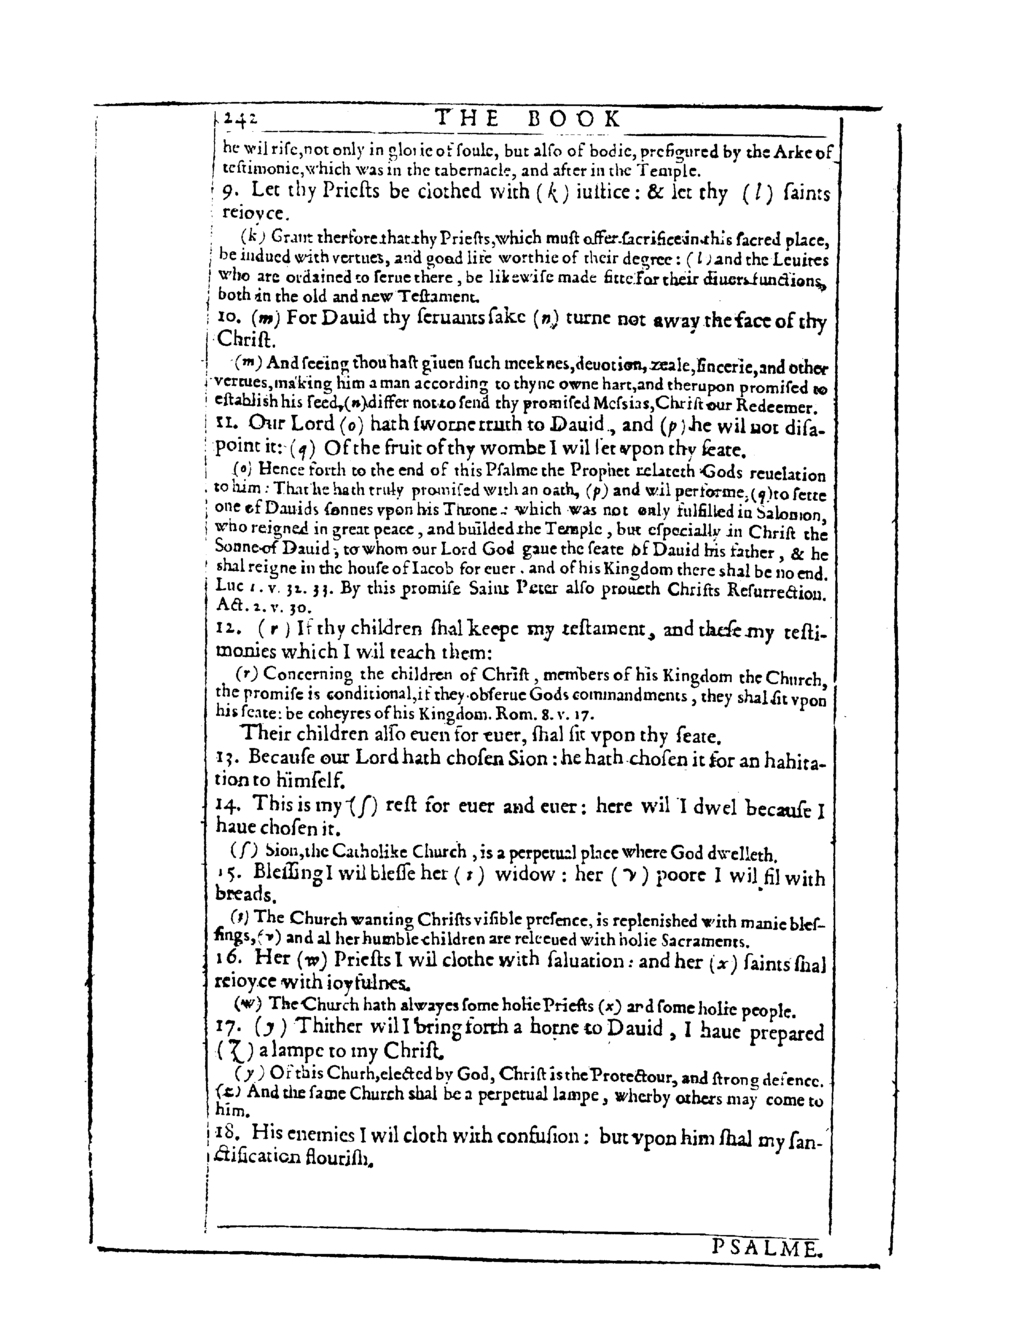 242 THE BOOK
he wil rise, not only in glorie of soule, but also of bodie, prefigured by the Arke of
testimonie, which was in the tabernacle, and after in the Temple.
9. Let thy Priests be clothed with (k) iustice: & let thy (l) saints
reioyce.
(k) Grant therfore that thy Priests, which must offer sacrifice in this sacred place,
be indued with vertues, and good life worthie of their degree: (l) and the Leuites
who are ordained to serue there, be likewise made fitte for their diuers functions,
both in the old and new Testament.
10. (m) For Dauid thy seruants sake (n) turne not away the face of thy
Christ.
(m) And seeing thou hast giuen such meeknes, deuotion, zeale, sincerie, and other
vertues, making him a man according to thyne owne hart, and therupon promised to
establish his seed, (n) differ not to send thy promised Messias, Christ our Redeemer.
11. Our Lord (o) hath sworne truth to Dauid, and (p) he wil not disa-
point it: (q) Of the fruit of thy wombe I wil set vpon thy seate.
(o) Hence forth to the end of this Psalme the Prophet relateth Gods reuelation
to him: That he hath truly promised with an oath, (p) and wil performe, (q) to sette
one of Dauids sonnes vpon his Throne: which was not only fulfilled in Salomon,
who reigned in great peace, and builded the Temple, but especially in Christ the
Sonne of Dauid, to whom our Lord God gaue the seate of Dauid his father, & he
shal reigne in the house of Iacob for euer. and of his Kingdom there shal be no end.
Luc 1. v. 32. 33. By this promise Saint Peter also proueth Christs Resurrection.
Act. 2. v. 30.
12. (r) If thy children shal keepe my testament, and these my testi-
monies which I wil teach them:
(r) Concerning the children of Christ, members of his Kingdom the Church,
the promise is conditional, if they obserue Gods commandments, they shal sit vpon
his seate: be coheyres of his Kingdom. Rom. 8. v. 17.
Their children also euen for euer, shal sit vpon thy seate.
13. Because our Lord hath chosen Sion: he hath chosen it for an habita-
tion to himself.
14. This is my (ſ) rest for euer and euer: here wil I dwel because I
haue chosen it.
(ſ) Sion, the Catholike Church, is a perpetual place where God dwelleth.
15. Blessing I wil blesse her (t) widow: her (v) poore I wil fil with
breads.
(t) The Church wanting Christs visible presence, is replenished with manie bles-
sings, (v) and al her humble children are releeued with holie Sacraments.
16. Her (w) Priests I wil clothe with saluation: and her (x) saints shal
reioyce with ioyfulnes.
(w) The Church hath alwayes some holie Priests (x) and some holie people.
17. (y) Thither wil I bring forth a horne to Dauid, I haue prepared
(z) a lampe to my Christ.
(y) Of this Churh, elected by God, Christ is the Protectour, and strong defence.
(z) And the same Church shal be a perpetual lampe, wherby others may come to
him.
18. His enemies I wil cloth with confusion: but vpon him shal my san-
ctification flourish.
PSALME.